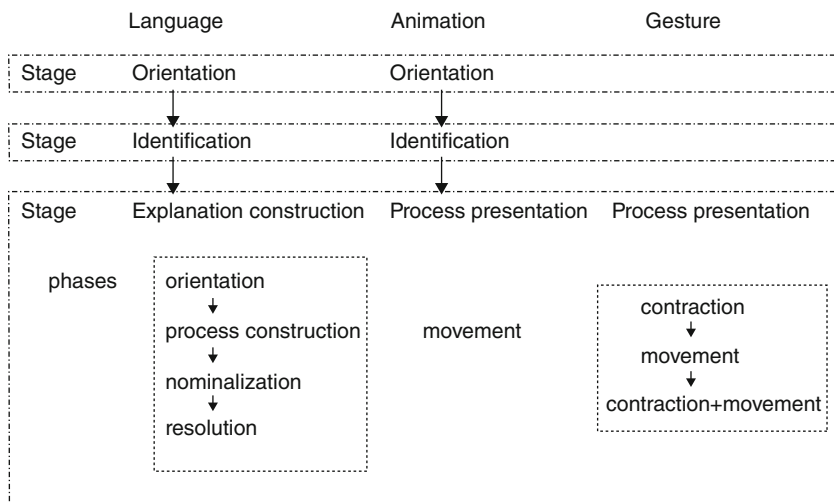 Language Animation Gesture
Stage Orientation Orientation
Stage Identification Identification
Stage Explanation construction Process presentation Process presentation
phases orientation
contraction
process construction movement
movement
nominalization
contraction+movement
resolution